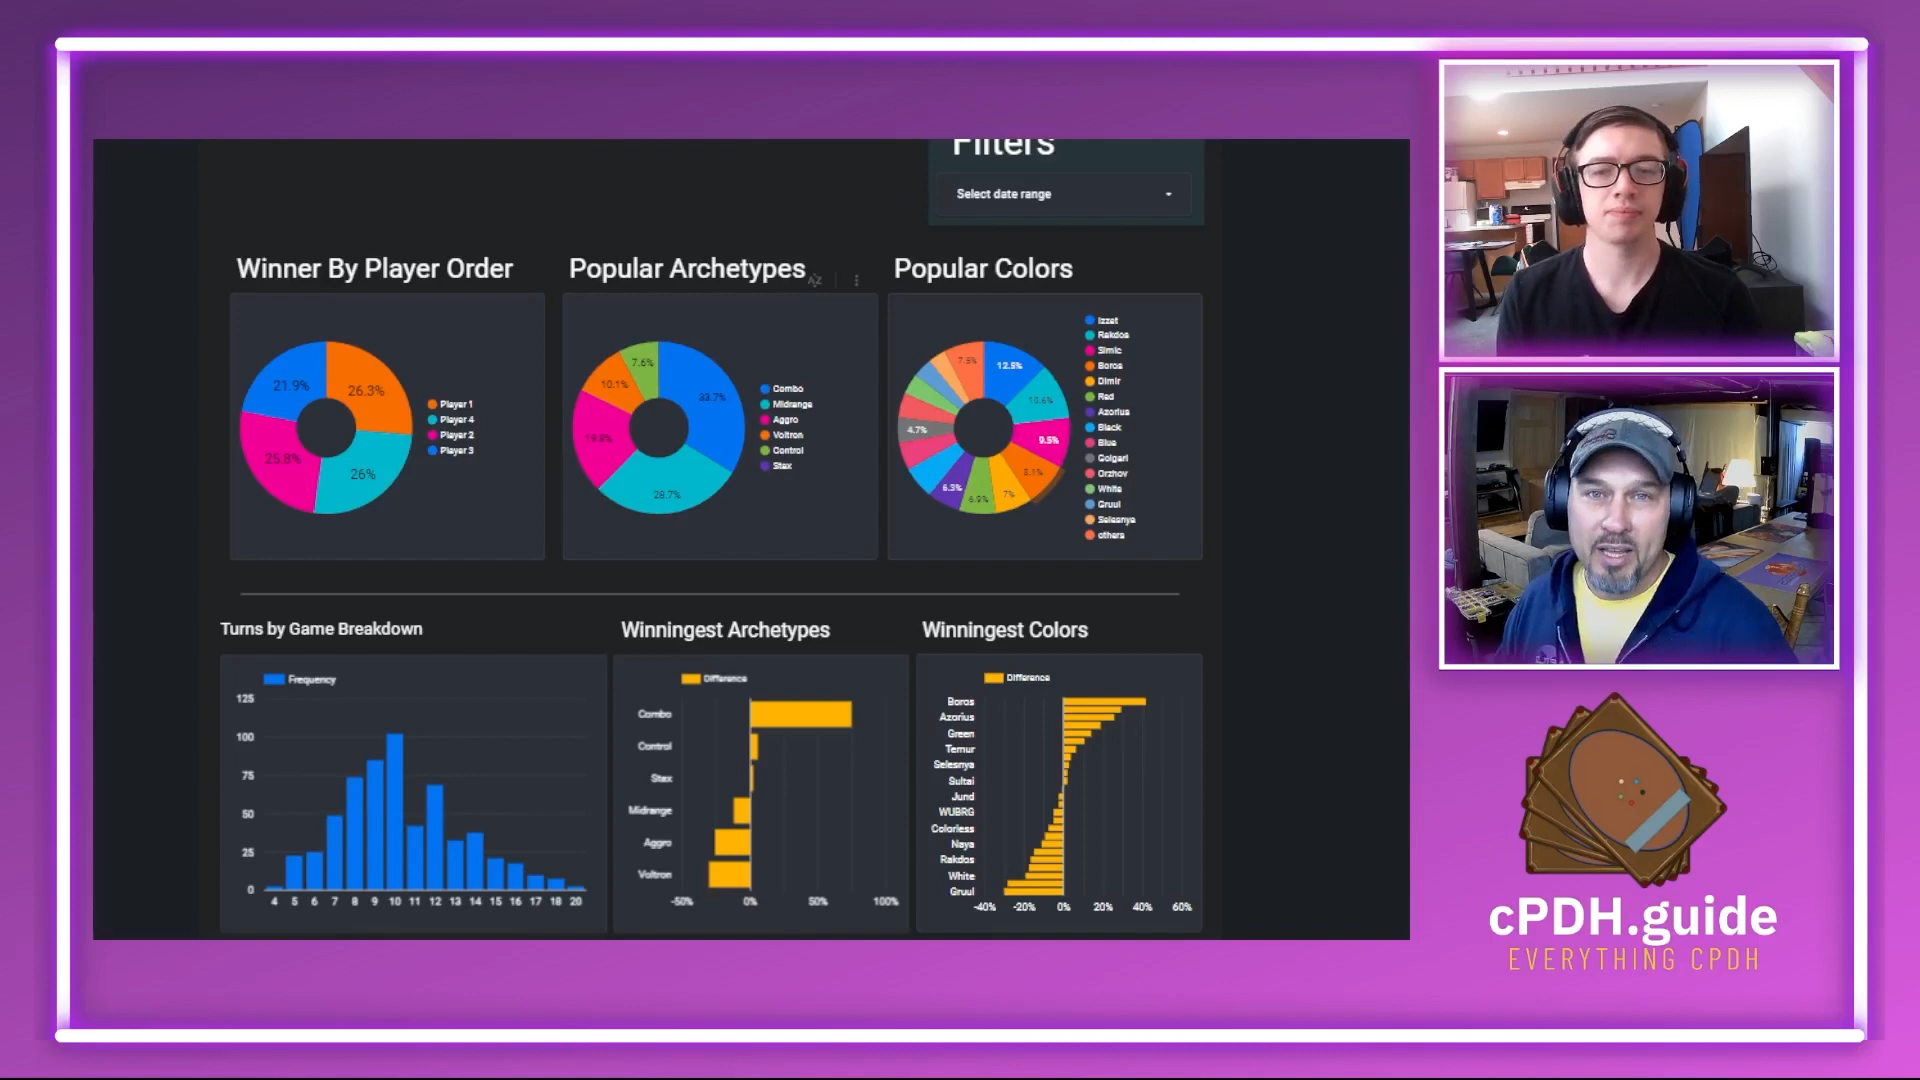 Filters
Select date range
Winner By Player Order
21.9%
26.3%
25.8%
26%
Player 1
Player 4
Player 2
Player 3
Popular Archetypes
7.6%
10.1%
33.7%
19.8%
28.7%
Combo
Midrange
Aggro
Voltron
Control
Stax
Popular Colors
7.5%
12.5%
10.6%
9.5%
8.1%
7%
6.9%
6.3%
4.7%
Izzet
Rakdos
Simic
Boros
Dimir
Red
Azorius
Black
Blue
Golgari
Orzhov
White
Gruul
Selesnya
others
Turns by Game Breakdown
Frequency
125
100
75
50
25
0
4 5 6 7 8 9 10 11 12 13 14 15 16 17 18 20
Winningest Archetypes
Difference
Combo
Control
Stax
Midrange
Aggro
Voltron
-50% 0% 50% 100%
Winningest Colors
Difference
Boros
Azorius
Green
Temur
Selesnya
Sultai
Jund
WUBRG
Colorless
Naya
Rakdos
White
Gruul
-40% -20% 0% 20% 40% 60%
cPDH.guide
EVERYTHING CPDH